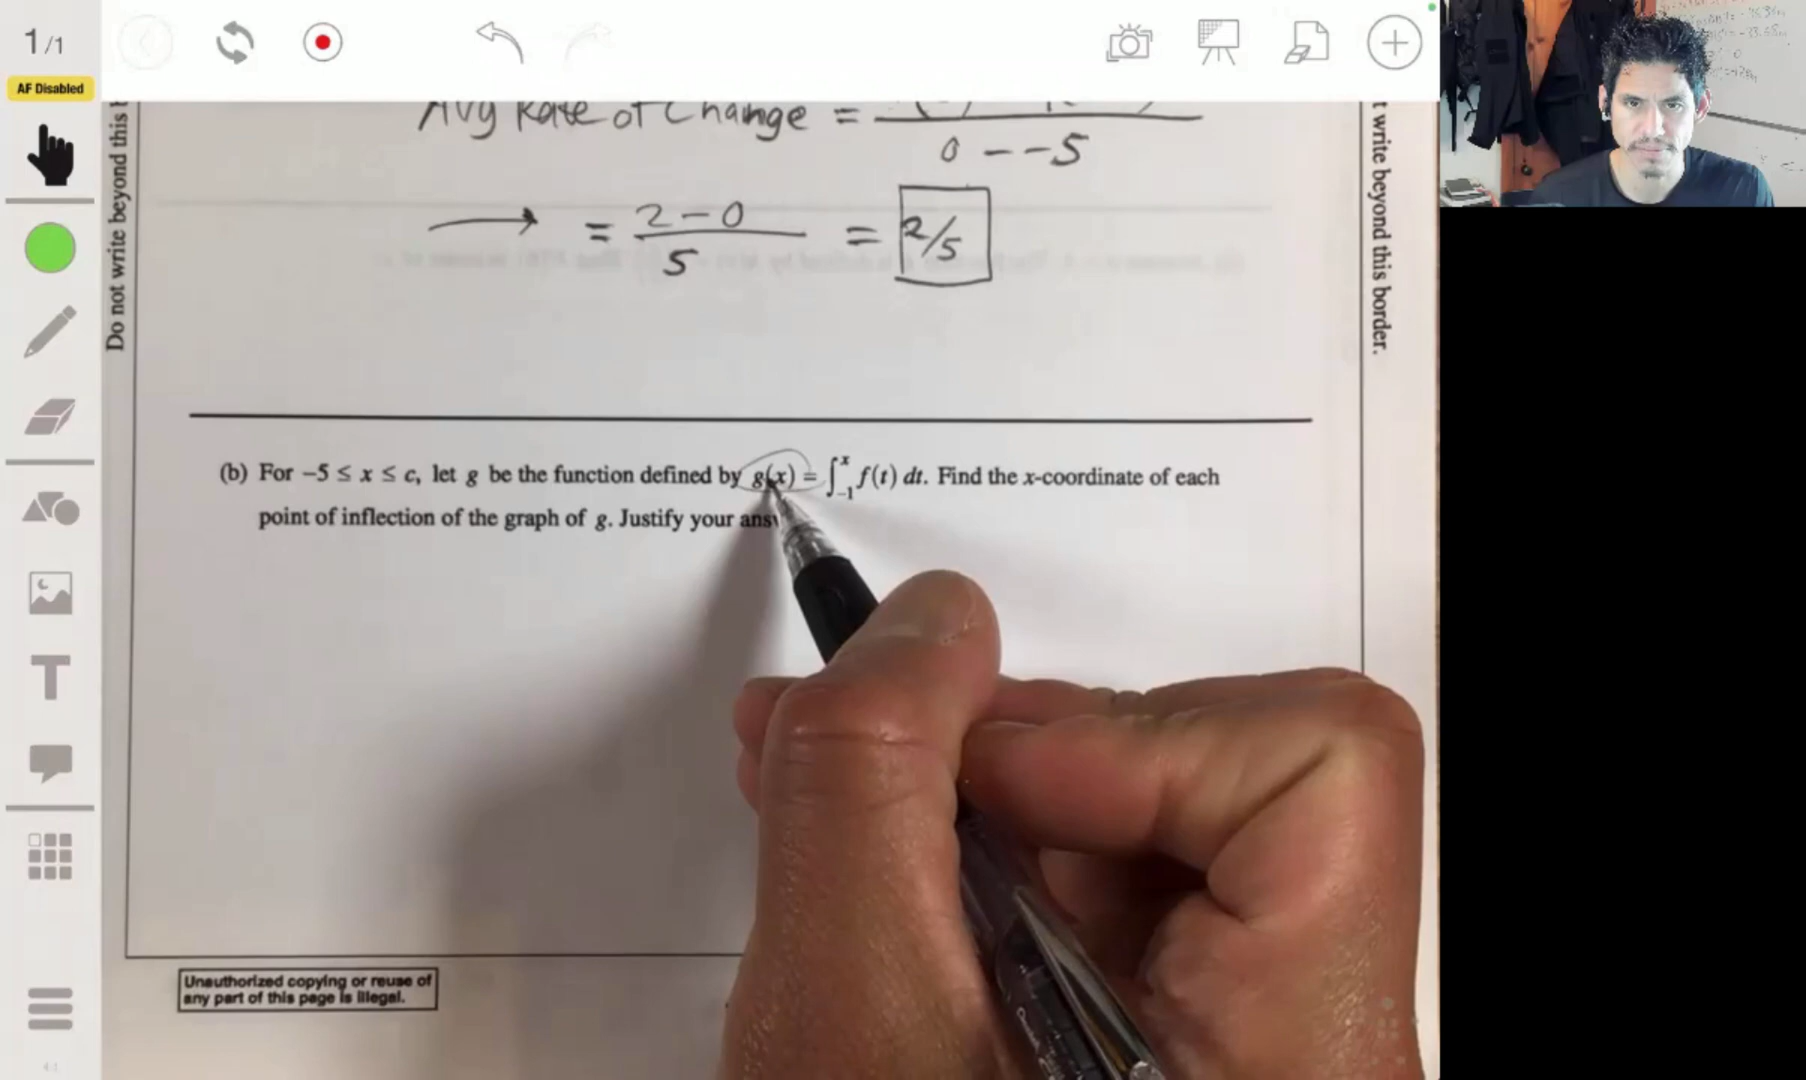 1/1
AF Disabled
Do not write beyond this
Avg Rate of Change =
0 - -5
= 2-0 / 5 = 2/5
(b) For −5 ≤ x ≤ c, let g be the function defined by g(x) = ∫_{-1}^{x} f(t) dt. Find the x-coordinate of each
point of inflection of the graph of g. Justify your
t write beyond this border.
T
Unauthorized copying or reuse of
any part of this page is illegal.